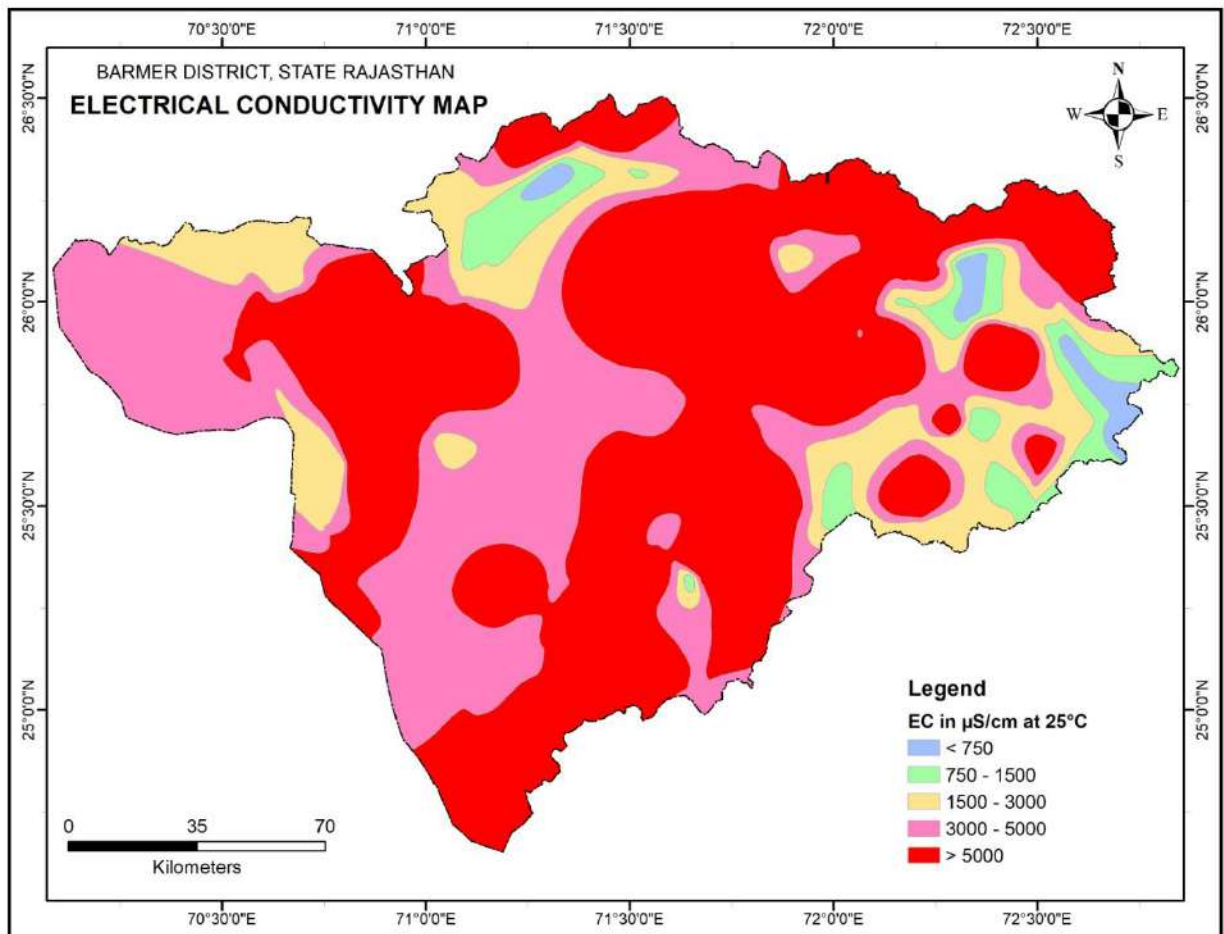 70°30'0"E 71°0'0"E 71°30'0"E 72°0'0"E 72°30'0"E
BARMER DISTRICT, STATE RAJASTHAN
ELECTRICAL CONDUCTIVITY MAP
N
W E
S
26°30'0"N 26°30'0"N
26°0'0"N 26°0'0"N
25°30'0"N 25°30'0"N
25°0'0"N 25°0'0"N
Legend
EC in µS/cm at 25°C
< 750
750 - 1500
1500 - 3000
3000 - 5000
> 5000
0 35 70
Kilometers
70°30'0"E 71°0'0"E 71°30'0"E 72°0'0"E 72°30'0"E